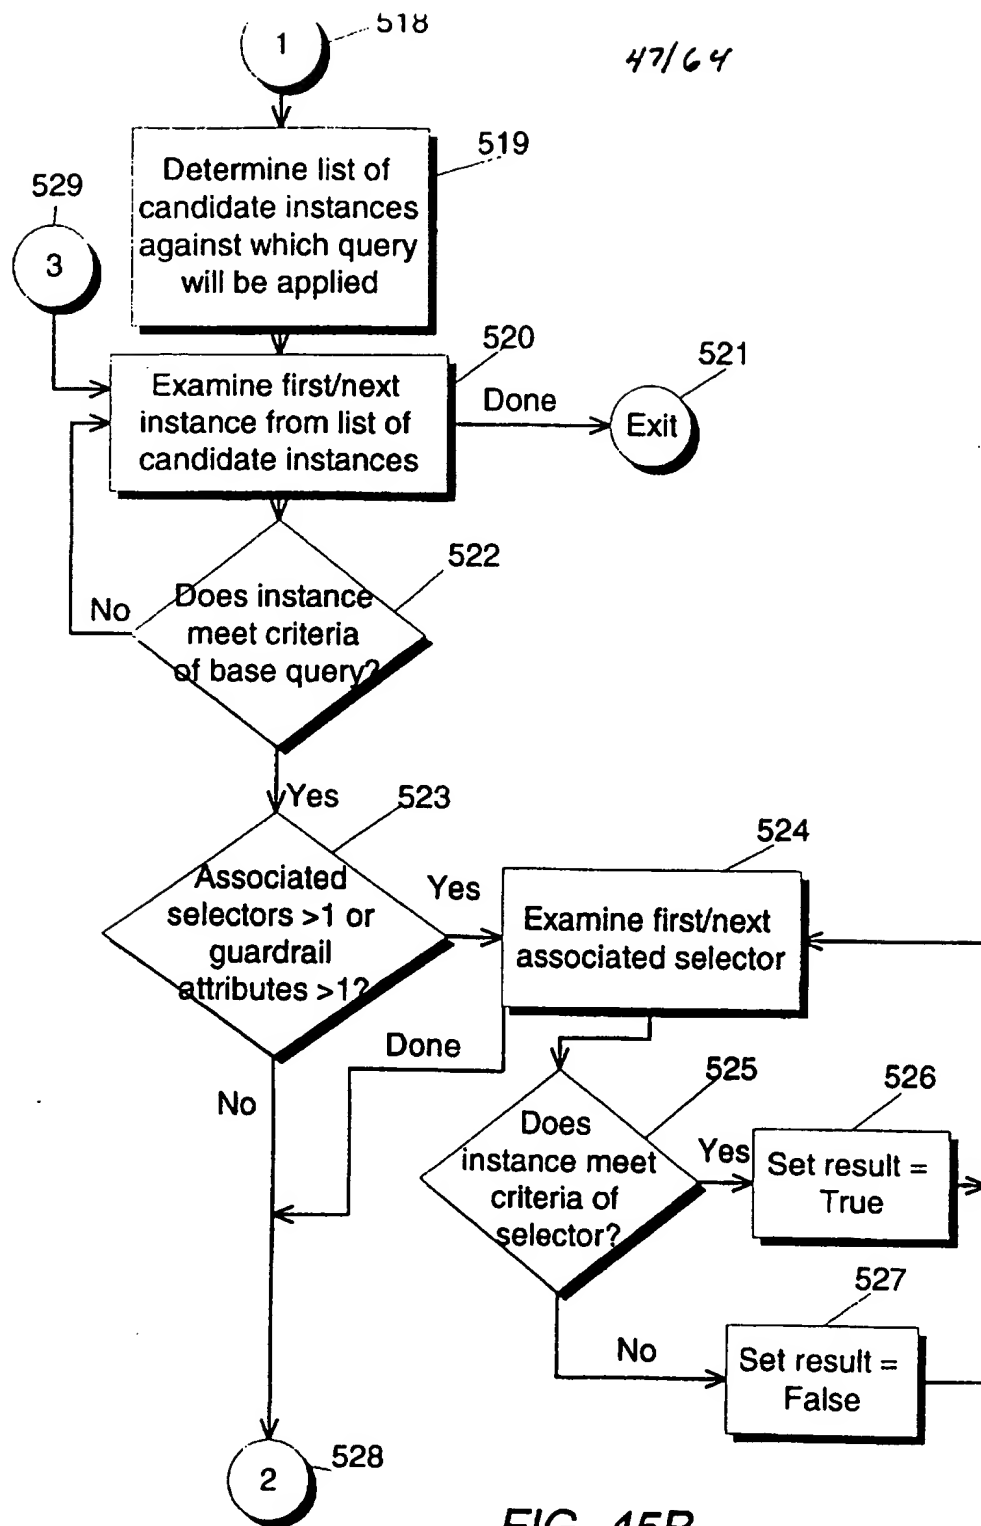 1
518
47/64
519
Determine list of
candidate instances
against which query
will be applied
529
3
520
Examine first/next
instance from list of
candidate instances
Done
521
Exit
522
Does instance
meet criteria
of base query?
No
Yes
523
Associated
selectors >1 or
guardrail
attributes >1?
Yes
524
Examine first/next
associated selector
Done
No
525
Does
instance meet
criteria of
selector?
Yes
526
Set result =
True
527
No
Set result =
False
2
528
FIG. 45B